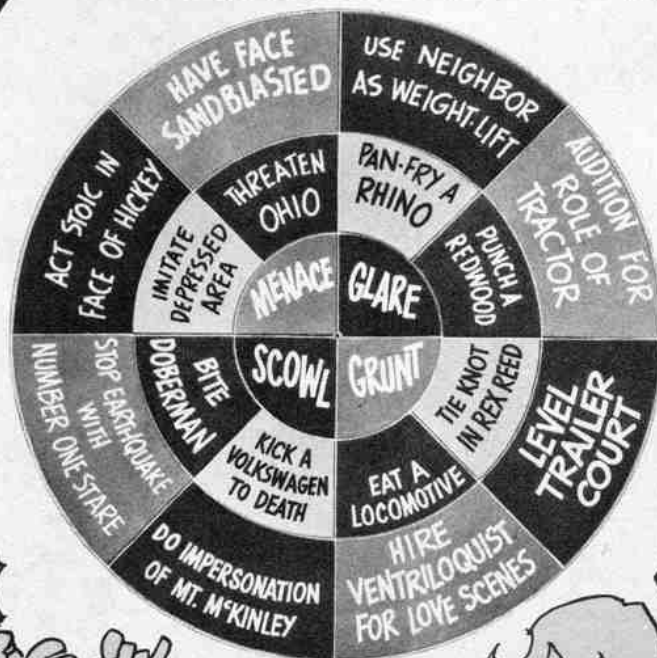 HAVE FACE
SANDBLASTED
USE NEIGHBOR
AS WEIGHT-LIFT
AUDITION FOR
ROLE OF
TRACTOR
LEVEL
TRAILER
COURT
HIRE
VENTRILOQUIST
FOR LOVE SCENES
DO IMPERSONATION
OF MT. McKINLEY
STOP EARTHQUAKE
WITH
NUMBER ONE STARE
ACT STOIC IN
FACE OF HICKEY
THREATEN
OHIO
PAN-FRY A
RHINO
PUNCH A
REDWOOD
TIE KNOT
IN REX REED
EAT A
LOCOMOTIVE
KICK A
VOLKSWAGEN
TO DEATH
BITE
DOBERMAN
IMITATE
DEPRESSED
AREA
MENACE
GLARE
GRUNT
SCOWL